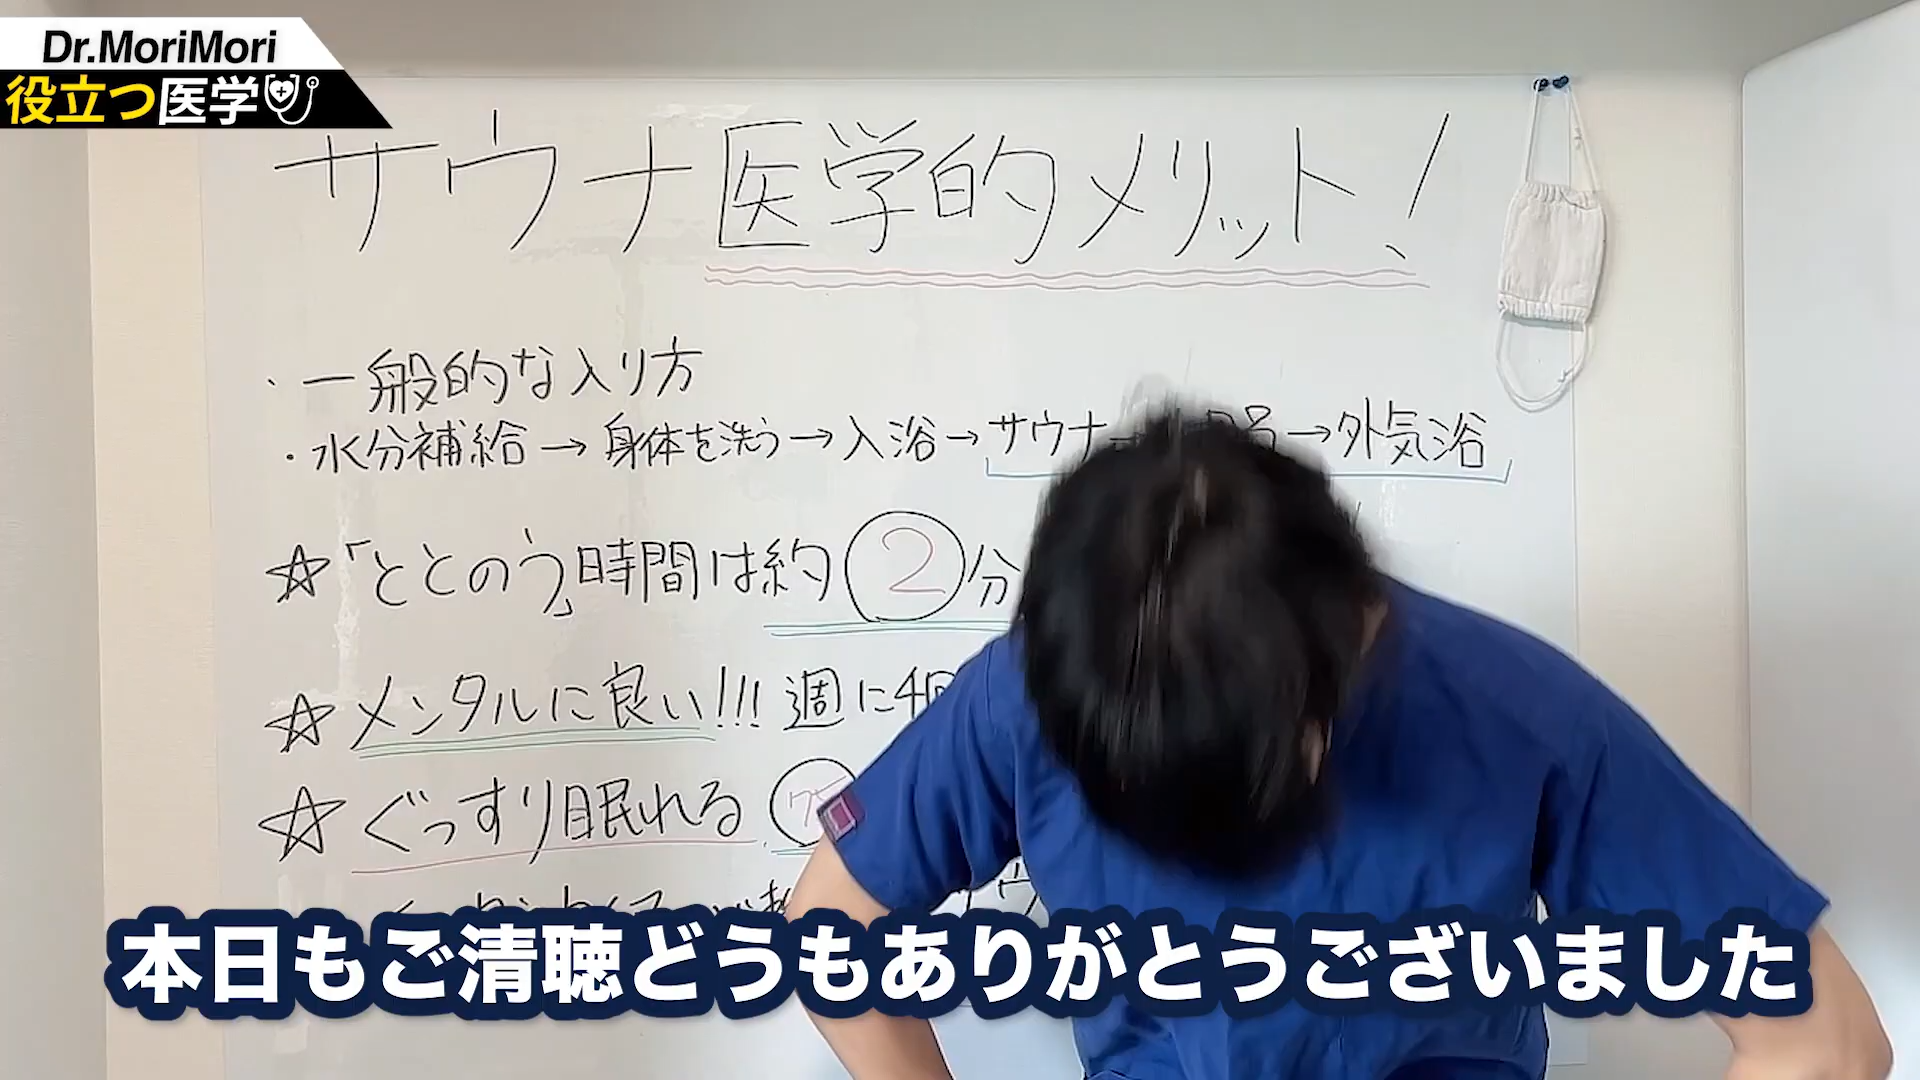 Dr.MoriMori
役立つ医学
サウナ医学的メリット!
・一般的な入り方
・水分補給→身体を洗う→入浴→サウナ→外気浴
☆「ととのう」時間は約2分
☆メンタルに良い!!! 週に4回
☆ぐっすり眠れる
本日もご清聴どうもありがとうございました